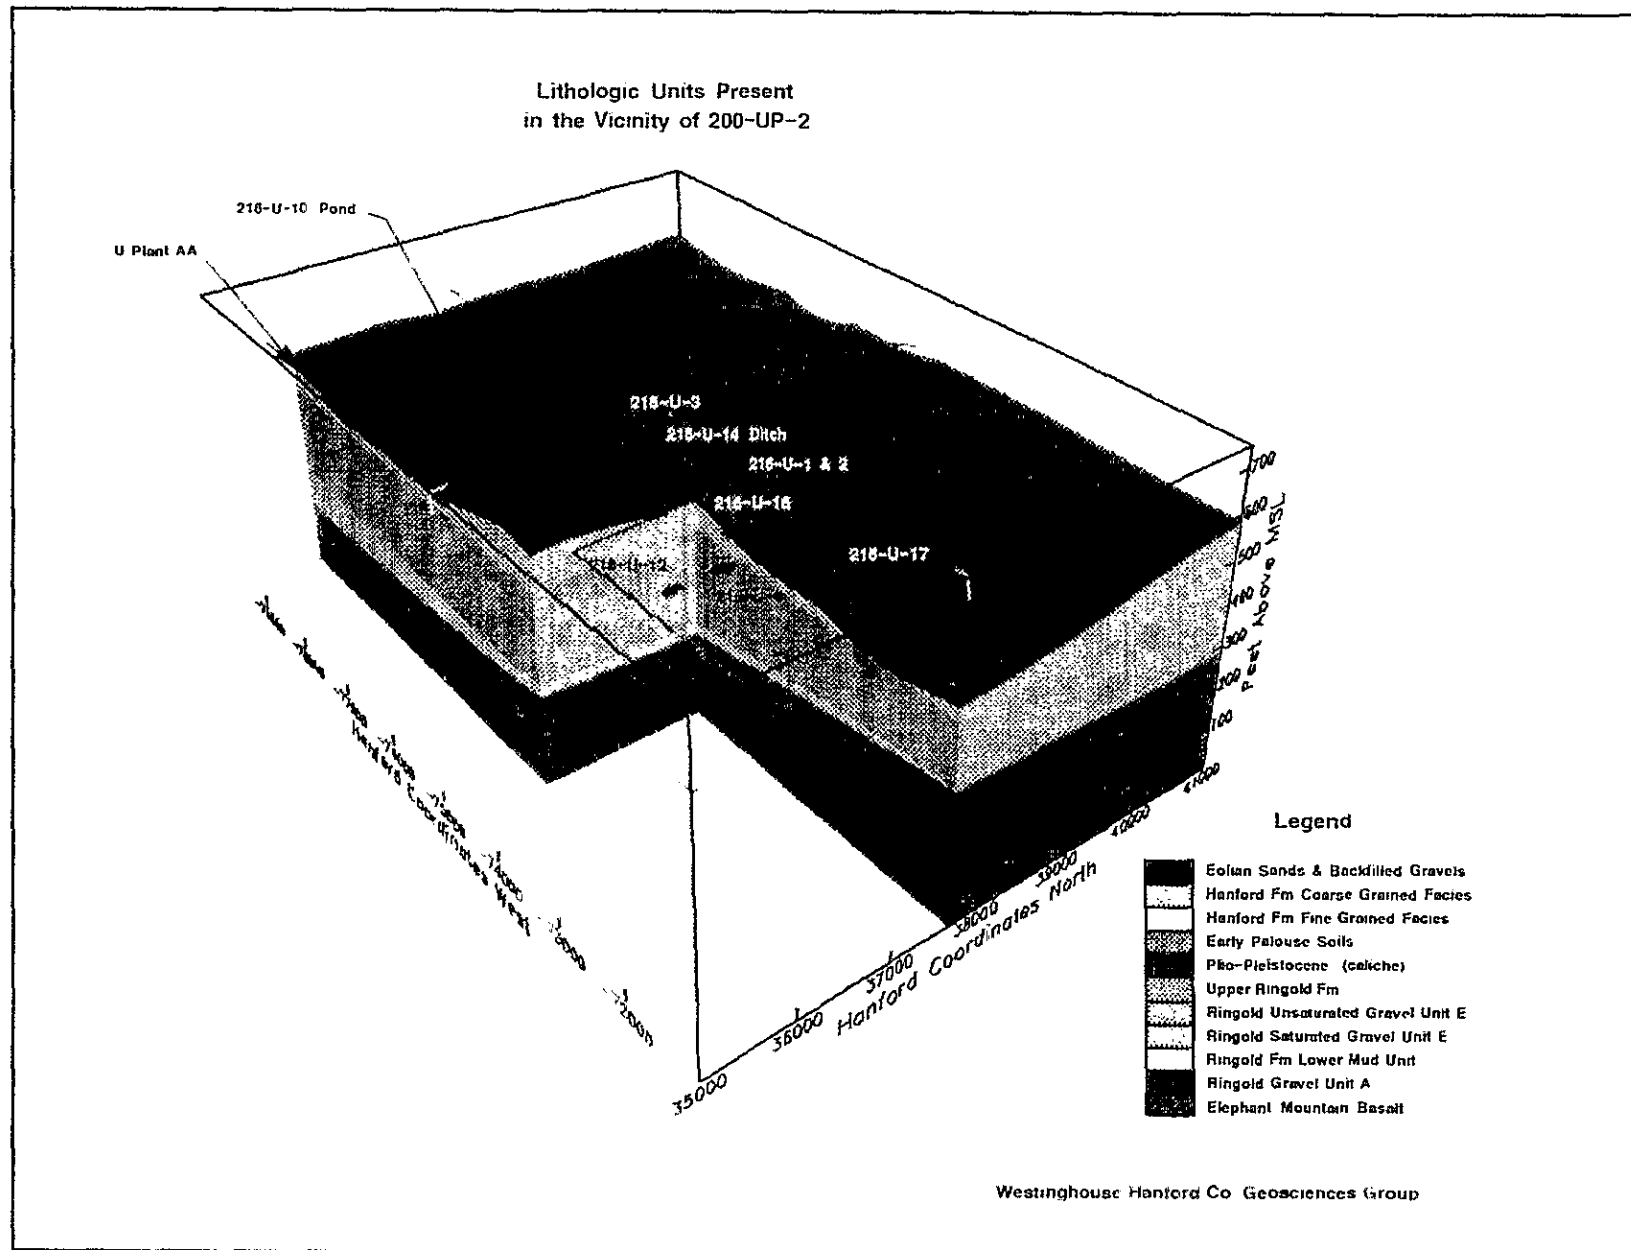 Lithologic Units Present
in the Vicinity of 200-UP-2
216-U-10 Pond
U Plant AA
216-U-3
216-U-14 Ditch
216-U-1 & 2
216-U-16
216-U-17
216-U-12
700
600
500
400
300
200
100
Feet Above MSL
41000
40000
39000
38000
37000
36000
35000
Hanford Coordinates North
-74000
-73000
-72000
Hanford Coordinates West
Legend
Eolian Sands & Backfilled Gravels
Hanford Fm Coarse Grained Facies
Hanford Fm Fine Grained Facies
Early Palouse Soils
Plio-Pleistocene (caliche)
Upper Ringold Fm
Ringold Unsaturated Gravel Unit E
Ringold Saturated Gravel Unit E
Ringold Fm Lower Mud Unit
Ringold Gravel Unit A
Elephant Mountain Basalt
Westinghouse Hanford Co Geosciences Group